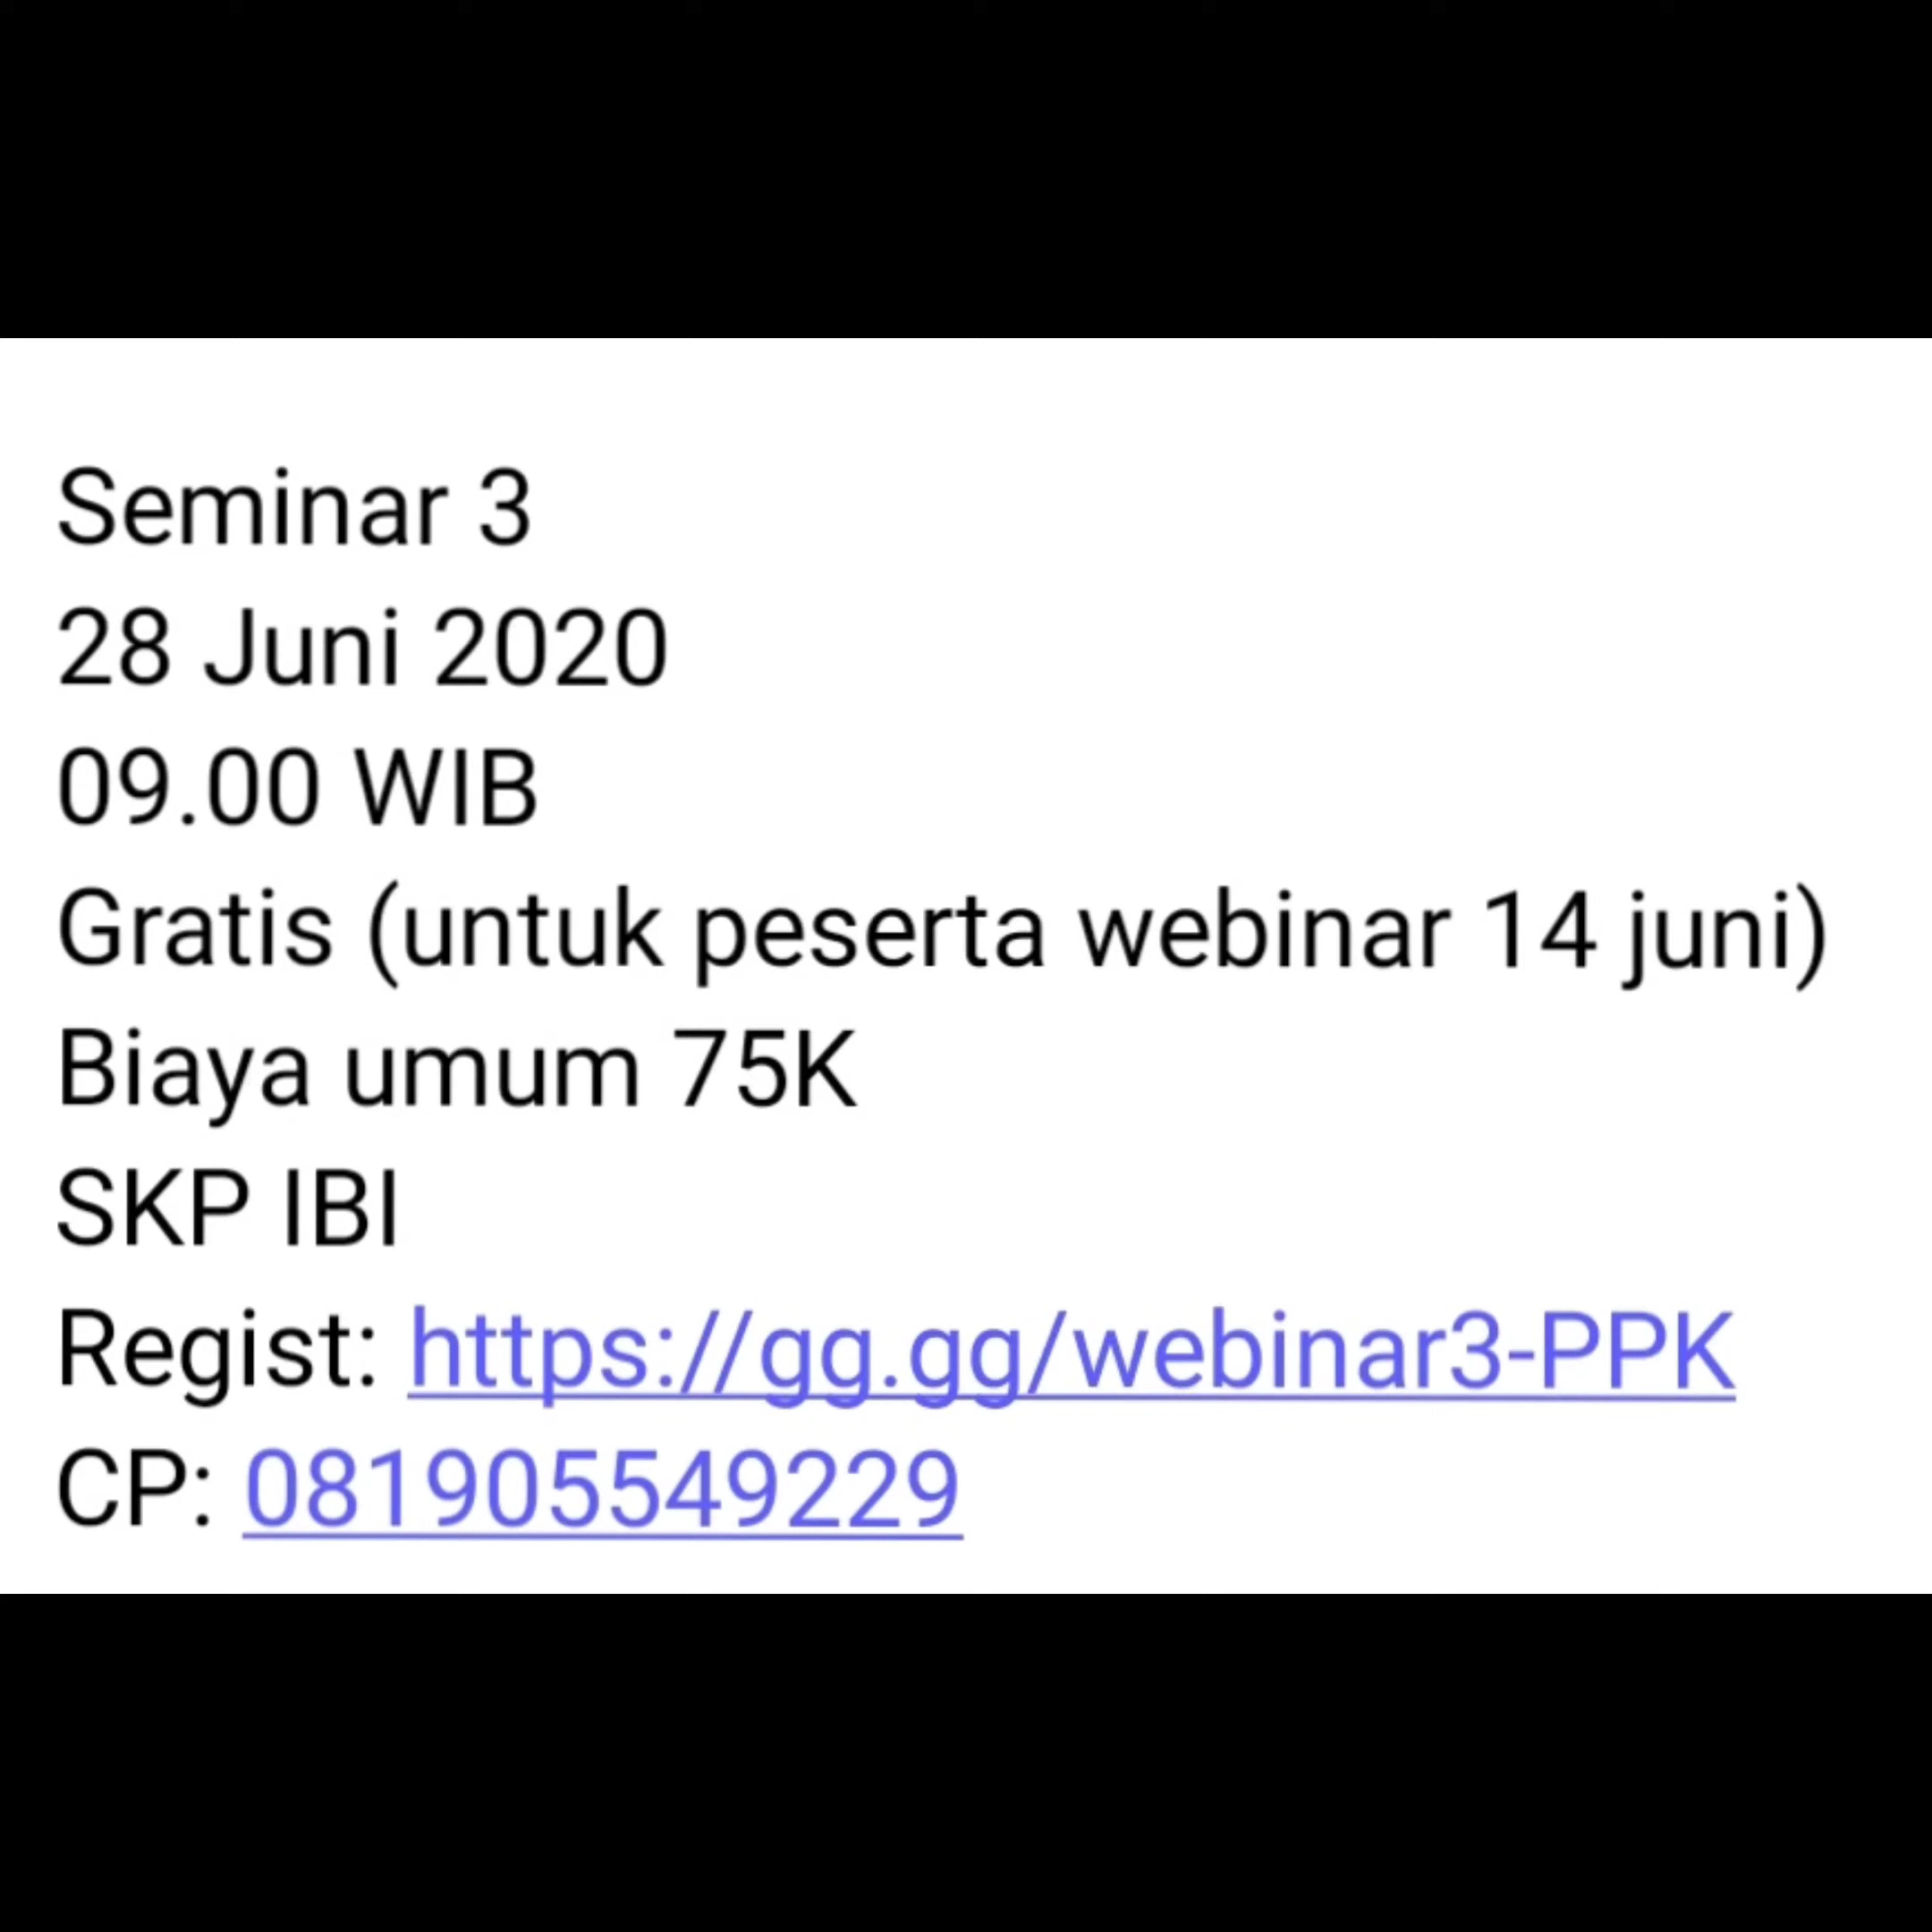 Seminar 3
28 Juni 2020
09.00 WIB
Gratis (untuk peserta webinar 14 juni)
Biaya umum 75K
SKP IBI
Regist: https://gg.gg/webinar3-PPK
CP: 081905549229